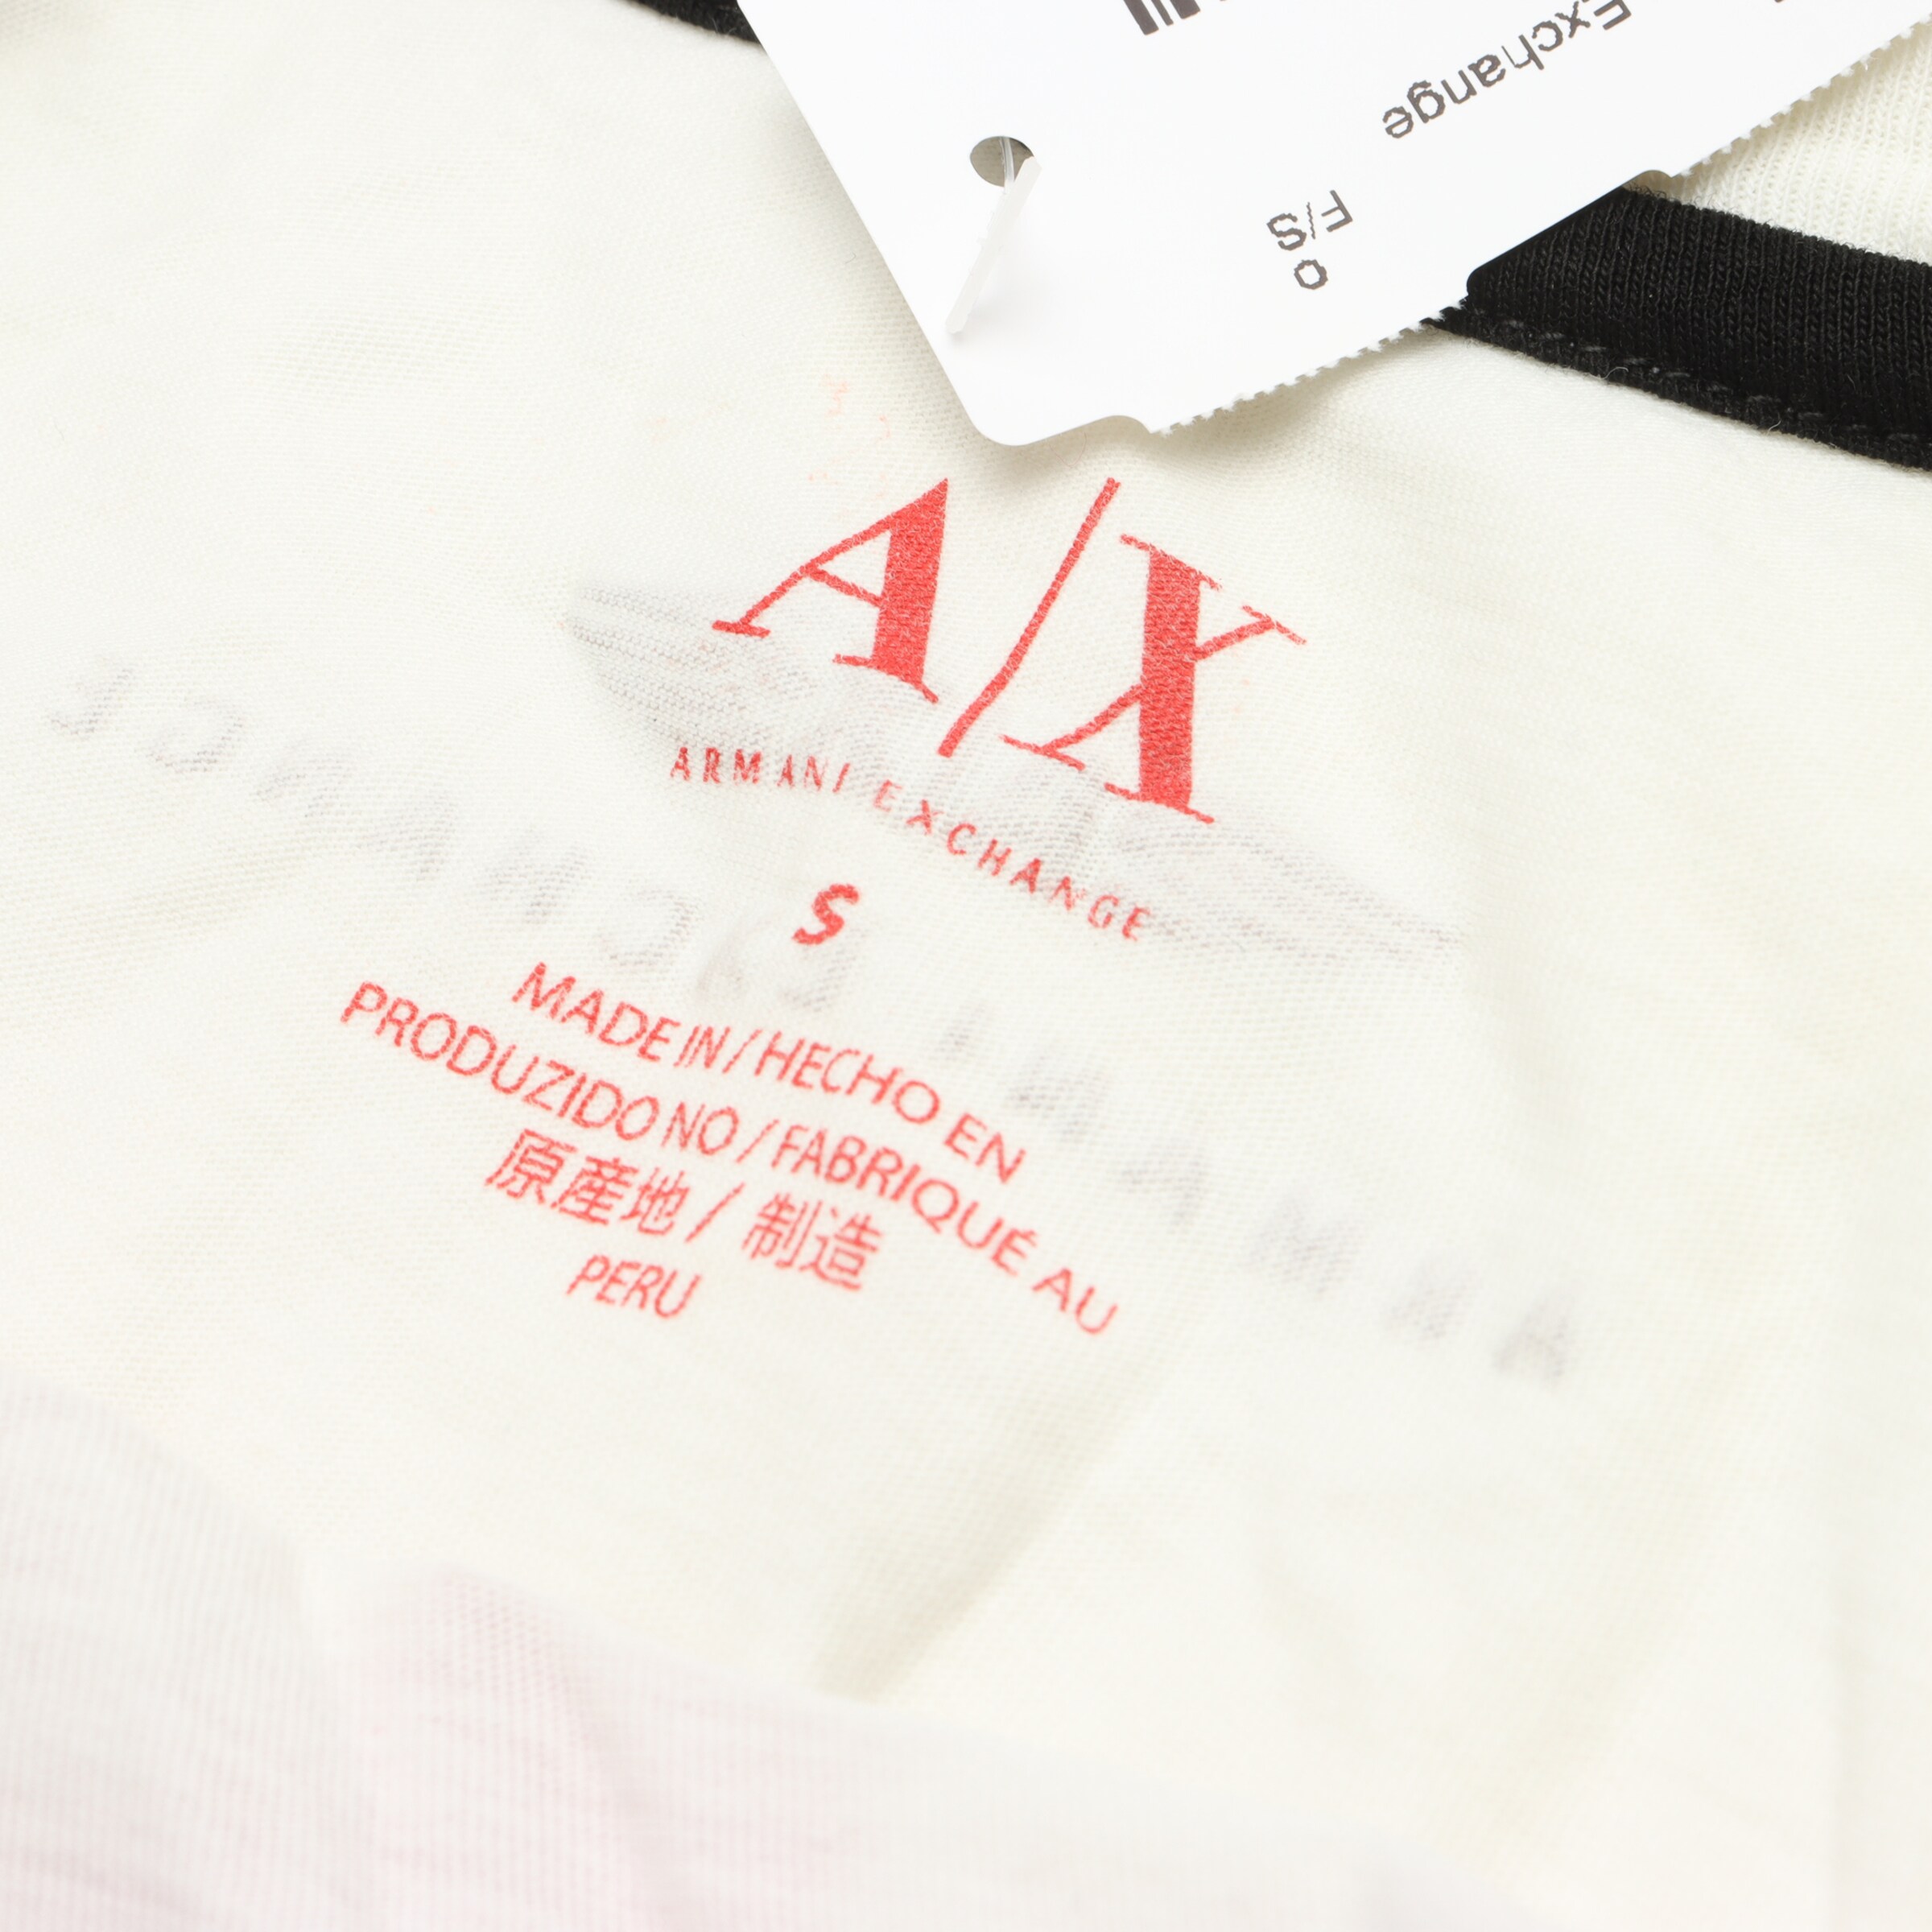 Exchange
F/S
O
A/X
ARMANI EXCHANGE
S
MADE IN/HECHO EN
PRODUZIDO NO/FABRIQUÉ AU
原産地/制造
PERU